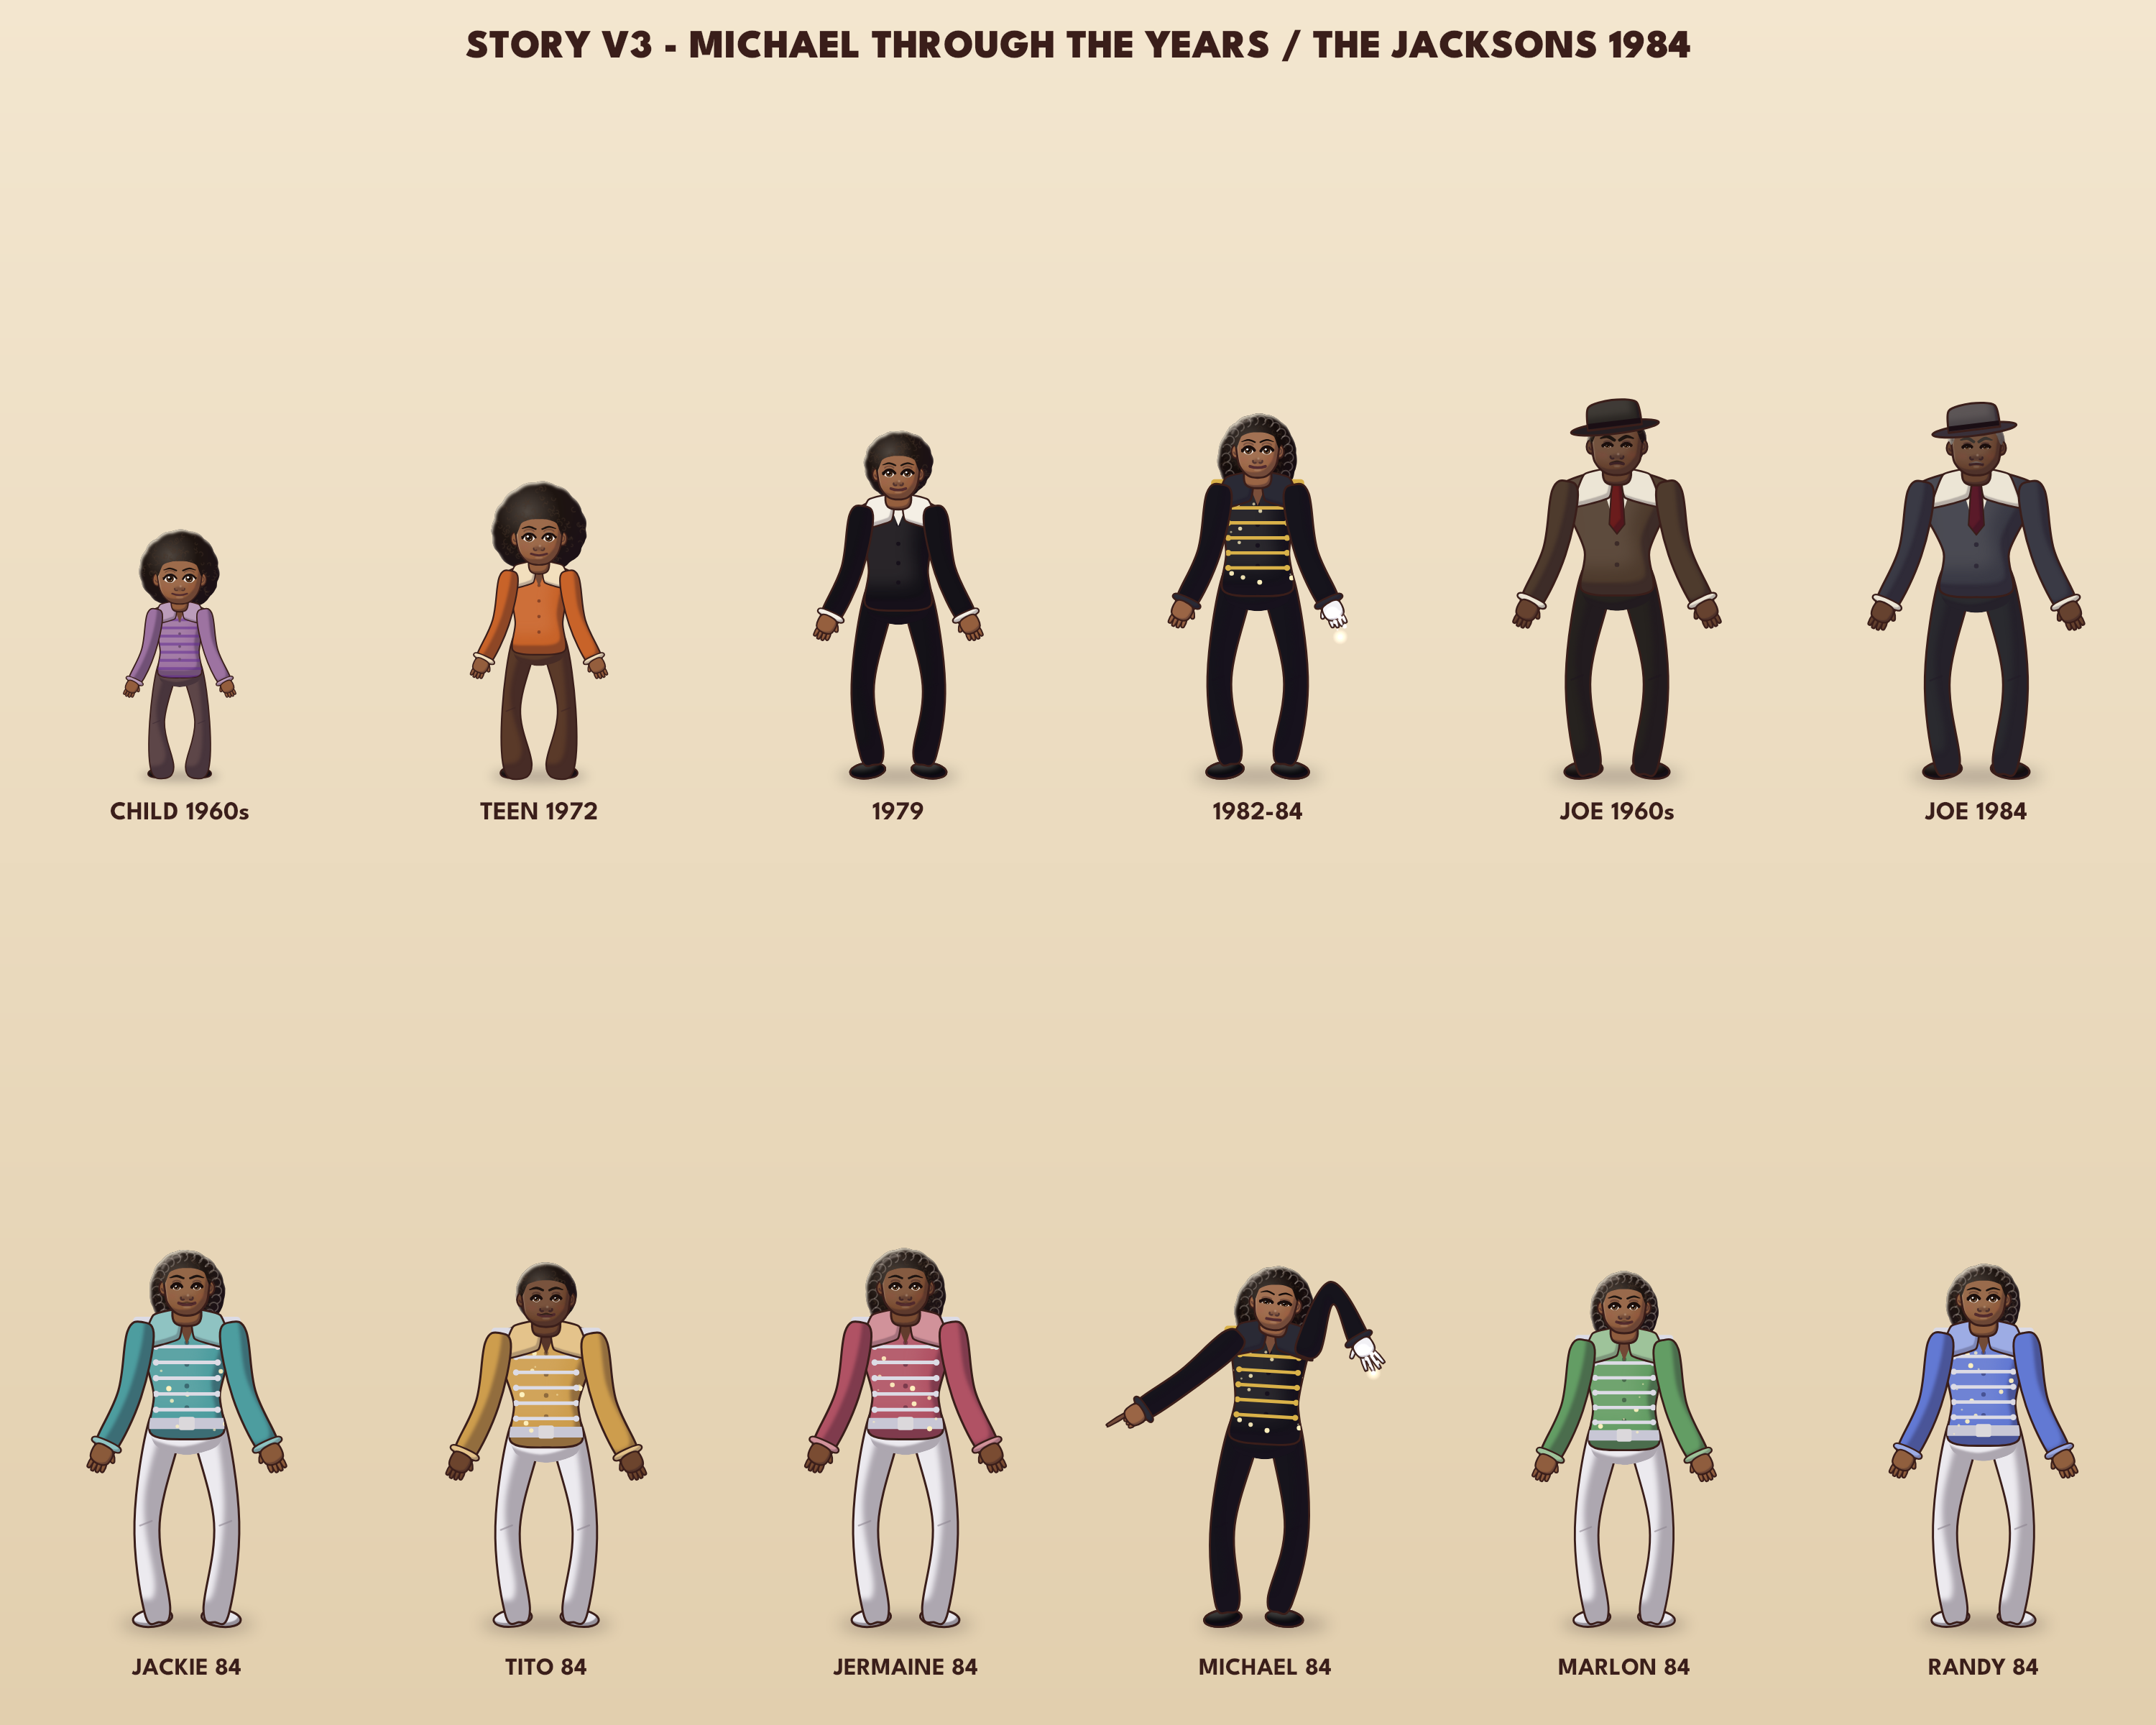 STORY V3 - MICHAEL THROUGH THE YEARS / THE JACKSONS 1984
CHILD 1960s
TEEN 1972
1979
1982-84
JOE 1960s
JOE 1984
JACKIE 84
TITO 84
JERMAINE 84
MICHAEL 84
MARLON 84
RANDY 84